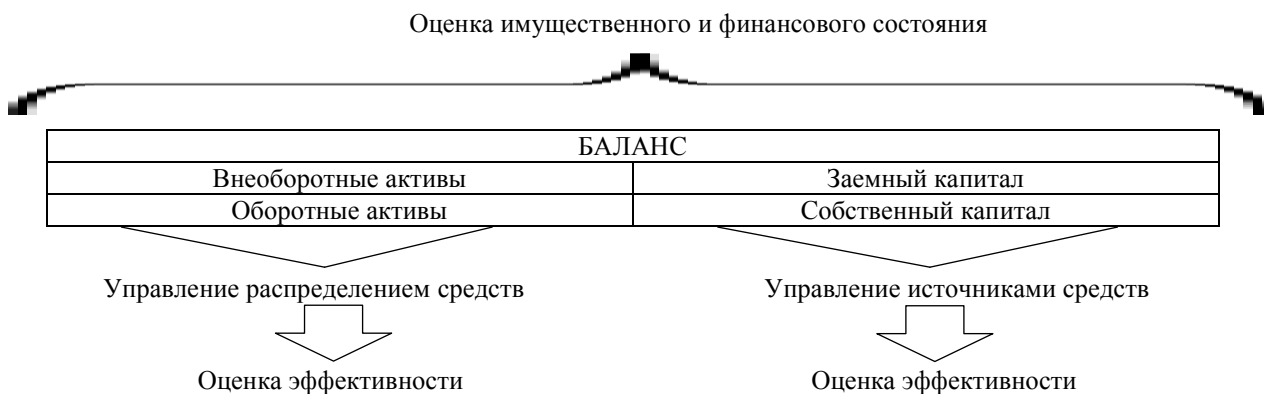 Оценка имущественного и финансового состояния
БАЛАНС
Внеоборотные активы Заемный капитал
Оборотные активы Собственный капитал
Управление распределением средств Управление источниками средств
Оценка эффективности Оценка эффективности